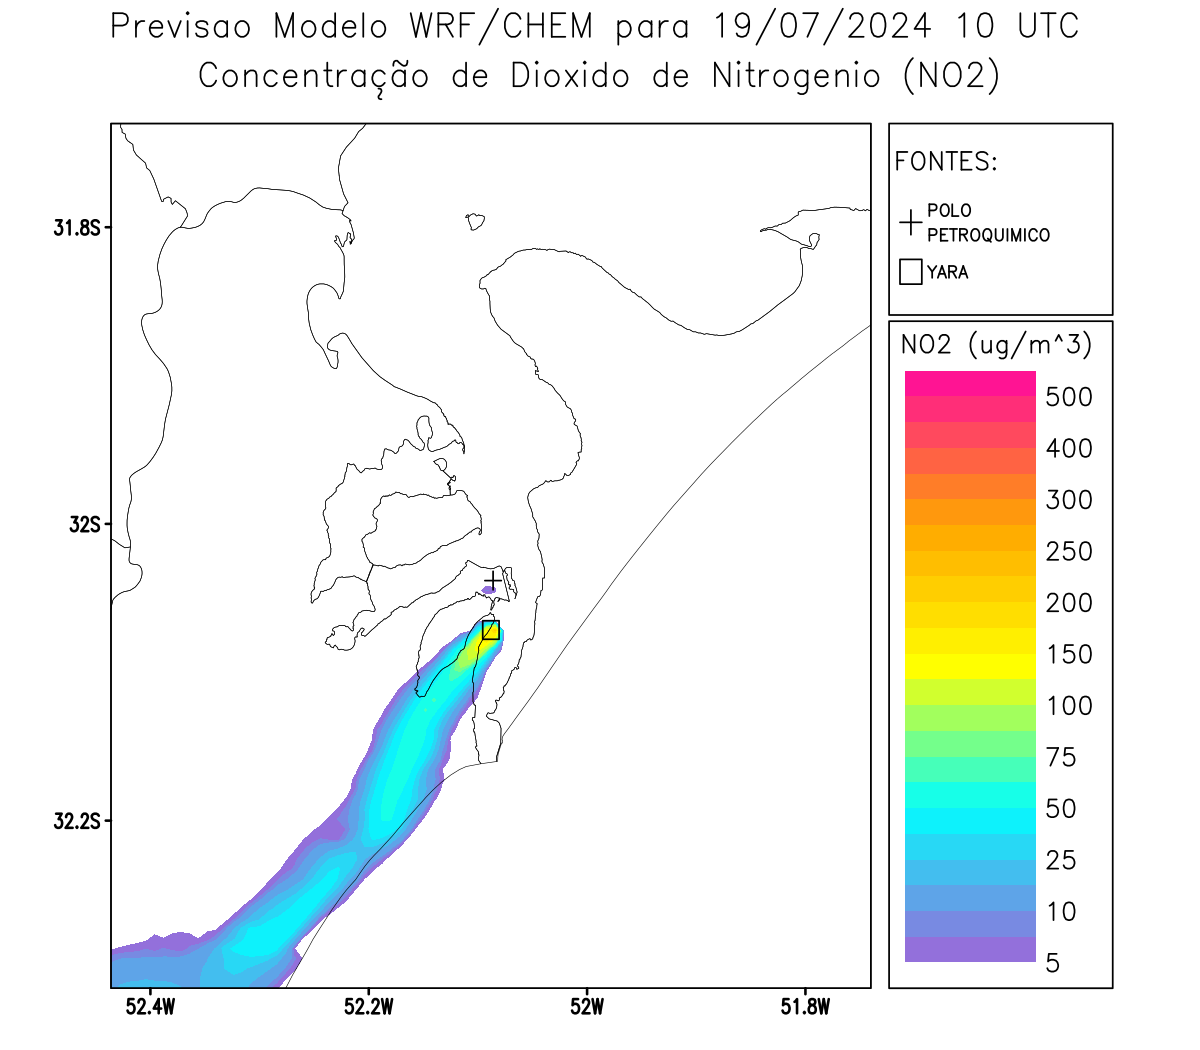 Previsao Modelo WRF/CHEM para 19/07/2024 10 UTC
Concentração de Dioxido de Nitrogenio (NO2)
FONTES:
POLO
PETROQUIMICO
YARA
NO2 (ug/m^3)
500
400
300
250
200
150
100
75
50
25
10
5
31.8S
32S
32.2S
52.4W
52.2W
52W
51.8W